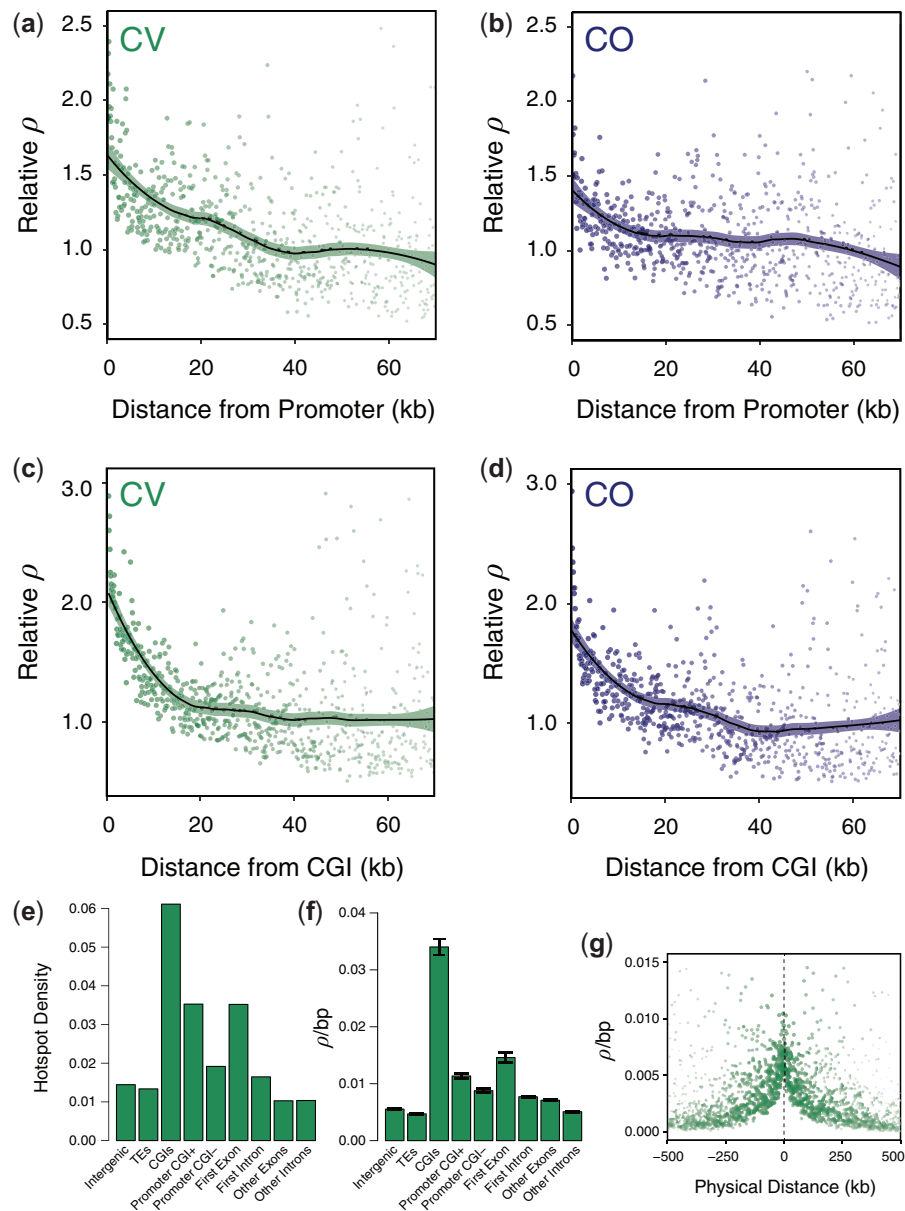 (a)
CV
2.5
2.0
1.5
1.0
0.5
Relative ρ
0 20 40 60
Distance from Promoter (kb)
(b)
CO
2.5
2.0
1.5
1.0
0.5
Relative ρ
0 20 40 60
Distance from Promoter (kb)
(c)
CV
3.0
2.0
1.0
Relative ρ
0 20 40 60
Distance from CGI (kb)
(d)
CO
3.0
2.0
1.0
Relative ρ
0 20 40 60
Distance from CGI (kb)
(e)
0.06
0.05
0.04
0.03
0.02
0.01
0.00
Hotspot Density
Intergenic
TEs
CGIs
Promoter CGI+
Promoter CGI–
First Exon
First Intron
Other Exons
Other Introns
(f)
0.04
0.03
0.02
0.01
0.00
ρ/bp
Intergenic
TEs
CGIs
Promoter CGI+
Promoter CGI–
First Exon
First Intron
Other Exons
Other Introns
(g)
0.015
0.010
0.005
0.000
ρ/bp
−500 −250 0 250 500
Physical Distance (kb)